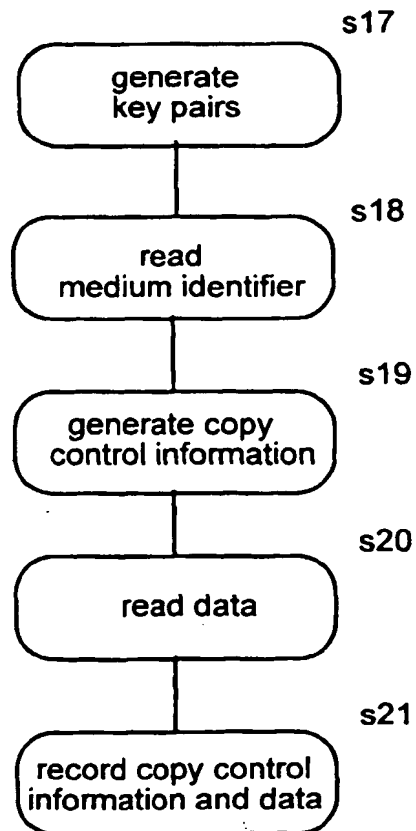 s17
generate
key pairs
s18
read
medium identifier
s19
generate copy
control information
s20
read data
s21
record copy control
information and data